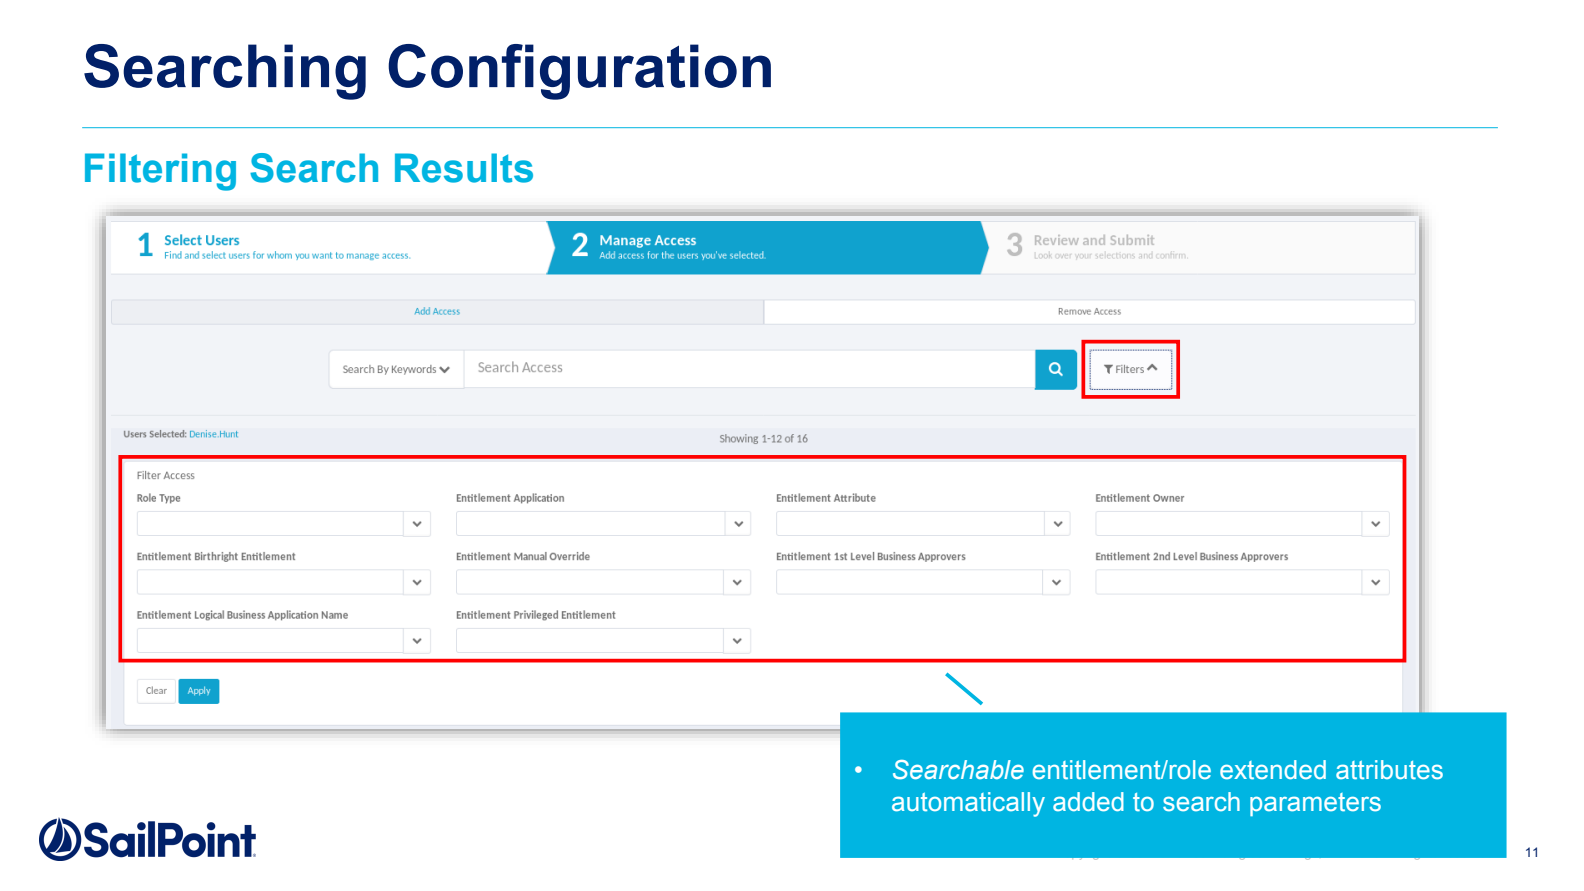 Searching Configuration
Filtering Search Results
1 Select Users
Find and select users for whom you want to manage access.
2 Manage Access
Add access for the users you've selected.
3 Review and Submit
Look over your selections and confirm.
Add Access
Remove Access
Search By Keywords
Search Access
Filters
Users Selected: Denise.Hunt
Showing 1-12 of 16
Filter Access
Role Type
Entitlement Application
Entitlement Attribute
Entitlement Owner
Entitlement Birthright Entitlement
Entitlement Manual Override
Entitlement 1st Level Business Approvers
Entitlement 2nd Level Business Approvers
Entitlement Logical Business Application Name
Entitlement Privileged Entitlement
Clear
Apply
• Searchable entitlement/role extended attributes
automatically added to search parameters
SailPoint
11